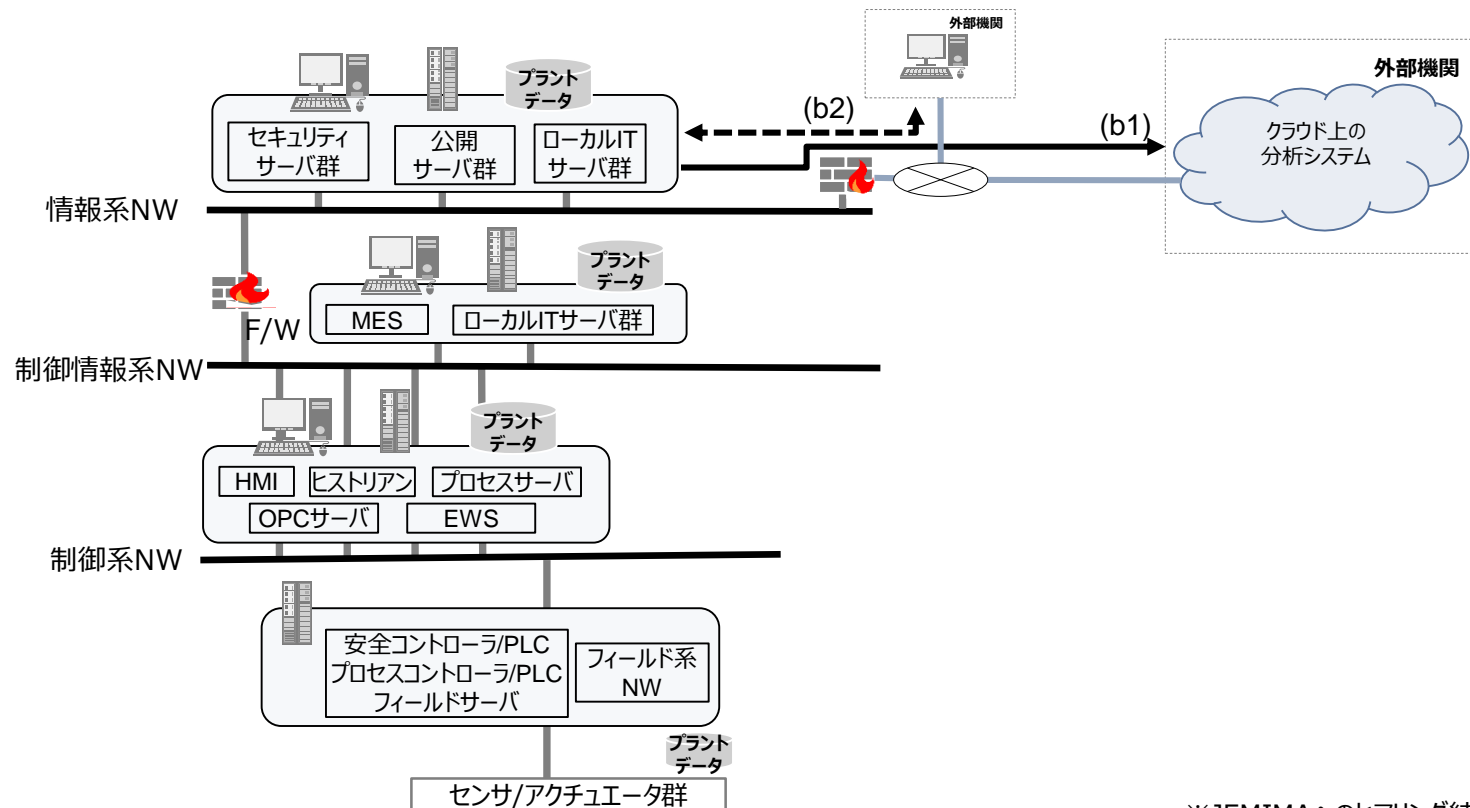 外部機関
外部機関
プラント
データ
(b2)
(b1)
セキュリティ
サーバ群
公開
サーバ群
ローカルIT
サーバ群
クラウド上の
分析システム
情報系NW
プラント
データ
F/W
MES
ローカルITサーバ群
制御情報系NW
プラント
データ
HMI
ヒストリアン
プロセスサーバ
OPCサーバ
EWS
制御系NW
安全コントローラ/PLC
プロセスコントローラ/PLC
フィールドサーバ
フィールド系
NW
プラント
データ
センサ/アクチュエータ群